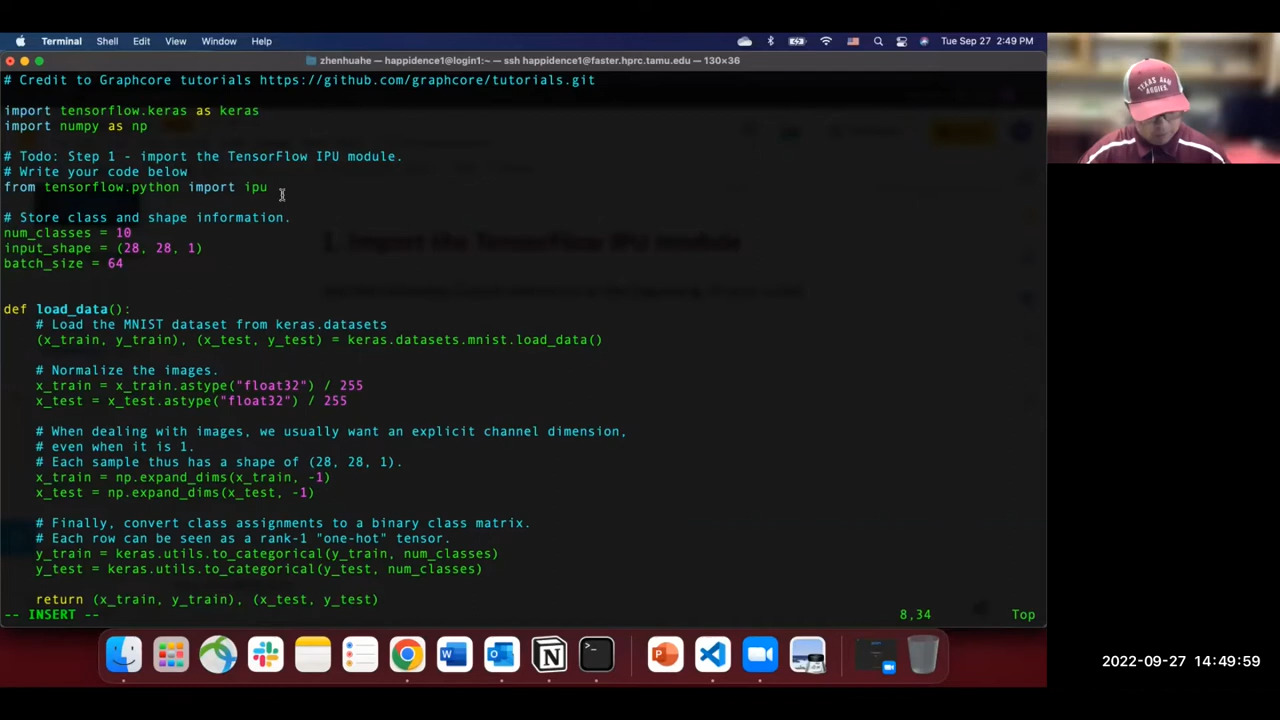 Terminal Shell Edit View Window Help Tue Sep 27 2:49 PM
zhenhuahe — happidence1@login1:~ — ssh happidence1@faster.hprc.tamu.edu — 130×36
# Credit to Graphcore tutorials https://github.com/graphcore/tutorials.git
import tensorflow.keras as keras
import numpy as np
# Todo: Step 1 - import the TensorFlow IPU module.
# Write your code below
from tensorflow.python import ipu
# Store class and shape information.
num_classes = 10
input_shape = (28, 28, 1)
batch_size = 64
1. Import the TensorFlow IPU module
def load_data():
# Load the MNIST dataset from keras.datasets
(x_train, y_train), (x_test, y_test) = keras.datasets.mnist.load_data()
# Normalize the images.
x_train = x_train.astype("float32") / 255
x_test = x_test.astype("float32") / 255
# When dealing with images, we usually want an explicit channel dimension,
# even when it is 1.
# Each sample thus has a shape of (28, 28, 1).
x_train = np.expand_dims(x_train, -1)
x_test = np.expand_dims(x_test, -1)
# Finally, convert class assignments to a binary class matrix.
# Each row can be seen as a rank-1 "one-hot" tensor.
y_train = keras.utils.to_categorical(y_train, num_classes)
y_test = keras.utils.to_categorical(y_test, num_classes)
return (x_train, y_train), (x_test, y_test)
-- INSERT -- 8,34 Top
TEXAS A&M
AGGIES
2022-09-27 14:49:59